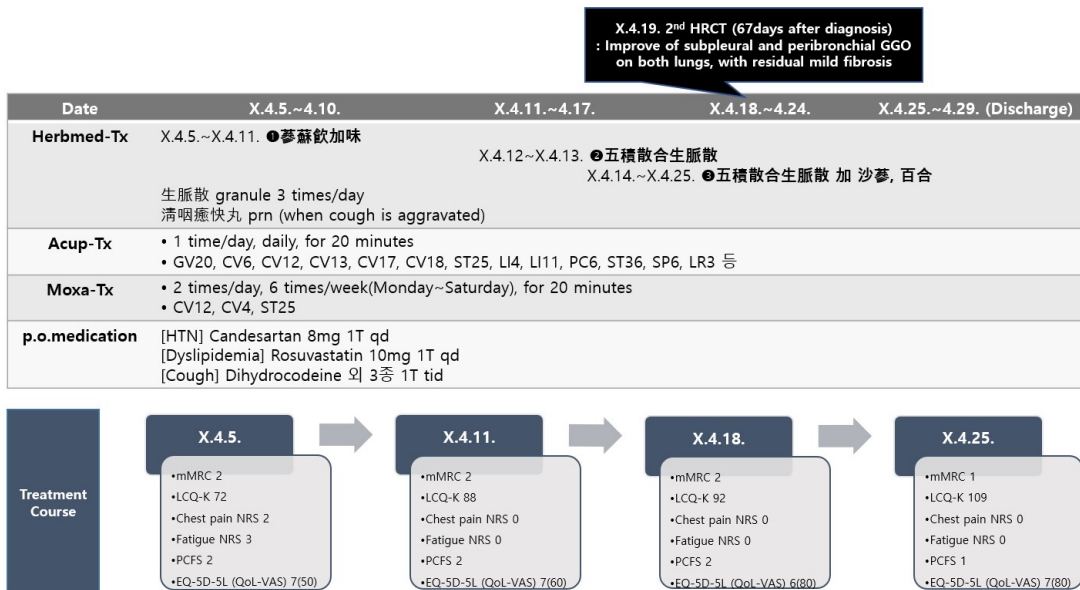 X.4.19. 2nd HRCT (67days after diagnosis)
: Improve of subpleural and peribronchial GGO
on both lungs, with residual mild fibrosis
Date X.4.5.~4.10. X.4.11.~4.17. X.4.18.~4.24. X.4.25.~4.29. (Discharge)
Herbmed-Tx X.4.5.~X.4.11. ❶蔘蘇飮加味
X.4.12~X.4.13. ❷五積散合生脈散
X.4.14.~X.4.25. ❸五積散合生脈散 加 沙蔘, 百合
生脈散 granule 3 times/day
淸咽癒快丸 prn (when cough is aggravated)
Acup-Tx • 1 time/day, daily, for 20 minutes
• GV20, CV6, CV12, CV13, CV17, CV18, ST25, LI4, LI11, PC6, ST36, SP6, LR3 등
Moxa-Tx • 2 times/day, 6 times/week(Monday~Saturday), for 20 minutes
• CV12, CV4, ST25
p.o.medication [HTN] Candesartan 8mg 1T qd
[Dyslipidemia] Rosuvastatin 10mg 1T qd
[Cough] Dihydrocodeine 외 3종 1T tid
Treatment
Course
X.4.5.
•mMRC 2
•LCQ-K 72
•Chest pain NRS 2
•Fatigue NRS 3
•PCFS 2
•EQ-5D-5L (QoL-VAS) 7(50)
X.4.11.
•mMRC 2
•LCQ-K 88
•Chest pain NRS 0
•Fatigue NRS 0
•PCFS 2
•EQ-5D-5L (QoL-VAS) 7(60)
X.4.18.
•mMRC 2
•LCQ-K 92
•Chest pain NRS 0
•Fatigue NRS 0
•PCFS 2
•EQ-5D-5L (QoL-VAS) 6(80)
X.4.25.
•mMRC 1
•LCQ-K 109
•Chest pain NRS 0
•Fatigue NRS 0
•PCFS 1
•EQ-5D-5L (QoL-VAS) 7(80)